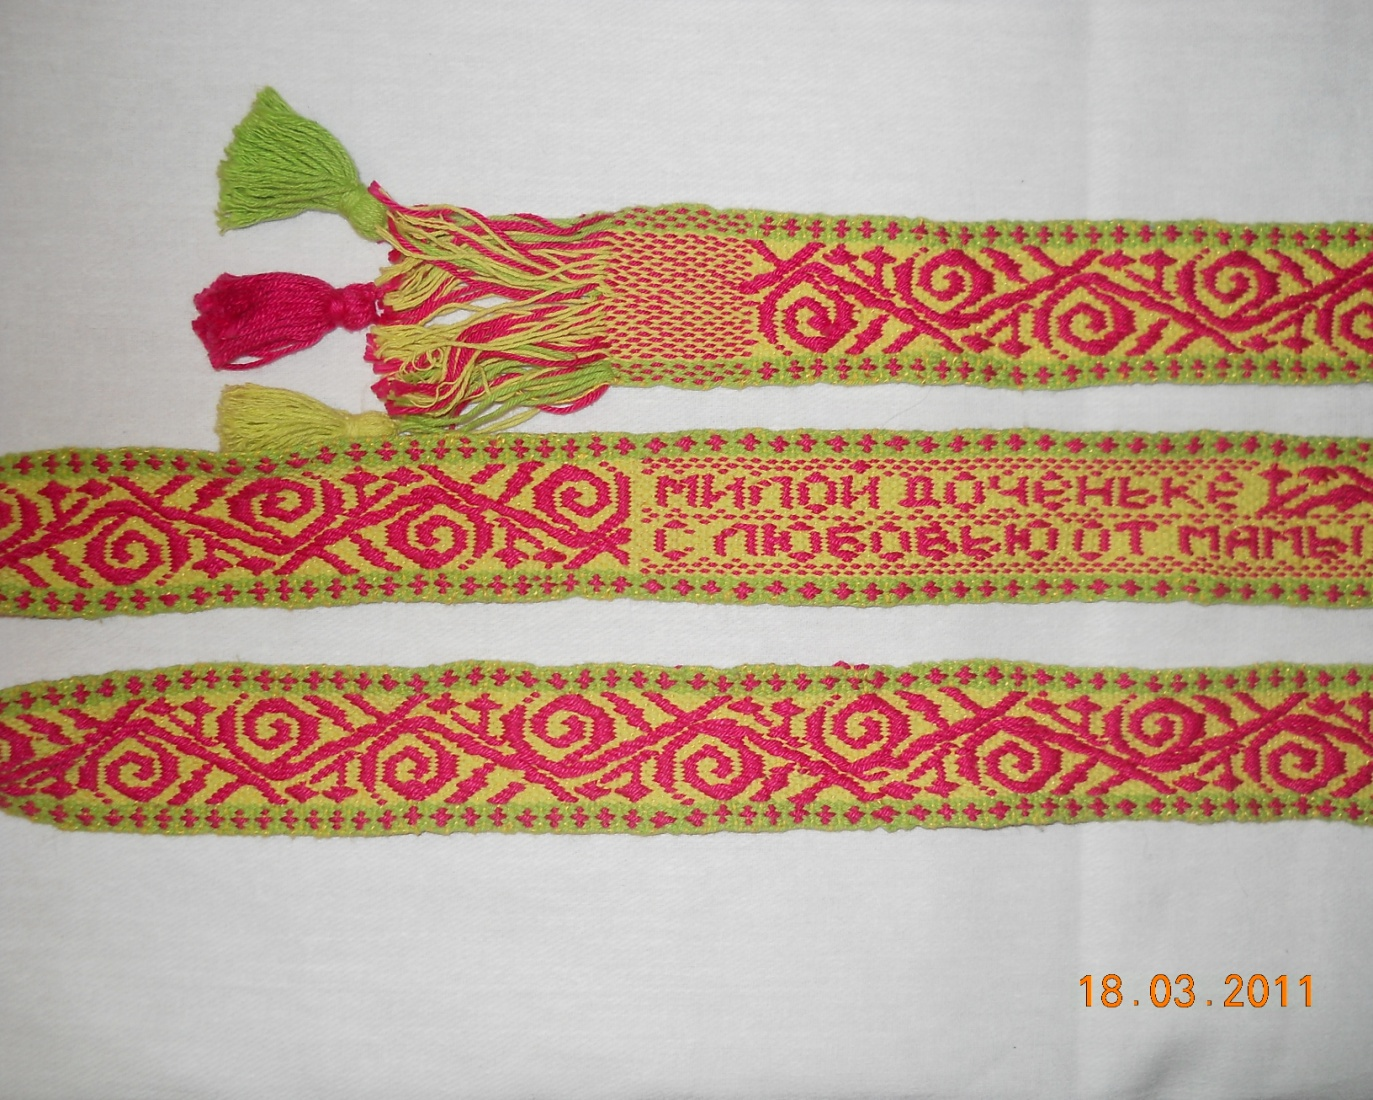 МИЛОЙ ДОЧЕНЬКЕ
С ЛЮБОВЬЮ ОТ МАМЫ
18.03.2011